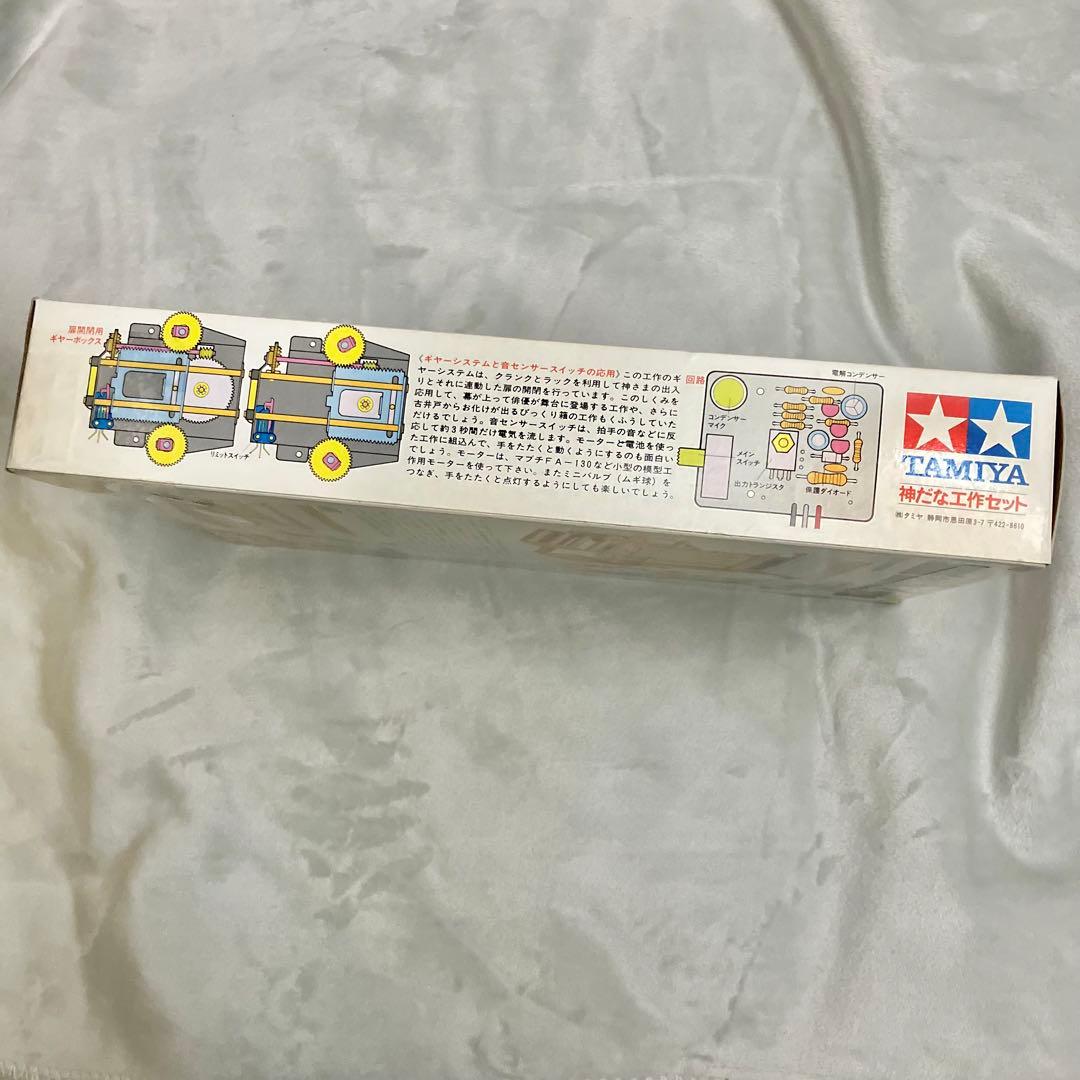 扉開閉用
ギヤーボックス
リミットスイッチ
〈ギヤーシステムと音センサースイッチの応用〉この工作のギ
ヤーシステムは、クランクとラックを利用して神さまの出入
りとそれに連動した扉の開閉を行っています。このしくみを
応用して、幕が上って俳優が舞台に登場する工作や、さらに
古井戸からお化けが出るびっくり箱の工作もくふうしていた
だけるでしょう。音センサースイッチは、拍手の音などに反
応して約3秒間だけ電気を流します。モーターと電池を使っ
た工作に組込んで、手をたたくと動くようにするのも面白い
でしょう。モーターは、マブチFA-130など小型の模型工
作用モーターを使って下さい。またミニバルブ（ムギ球）を
つなぎ、手をたたくと点灯するようにしても楽しいでしょう。
回路
電解コンデンサー
コンデンサー
マイク
メイン
スイッチ
出力トランジスタ
保護ダイオード
TAMIYA
神だな工作セット
㈱タミヤ 静岡市恩田原3-7 〒422-8610